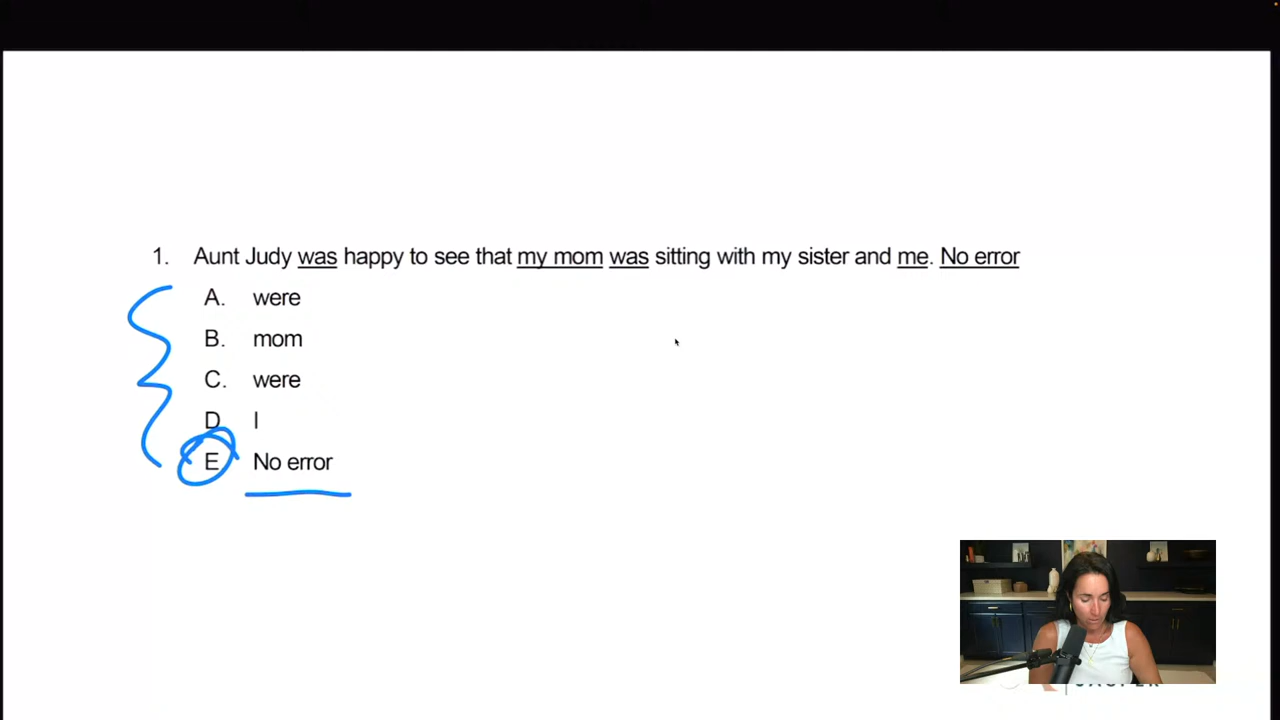 1. Aunt Judy was happy to see that my mom was sitting with my sister and me. No error
A. were
B. mom
C. were
D. I
E. No error